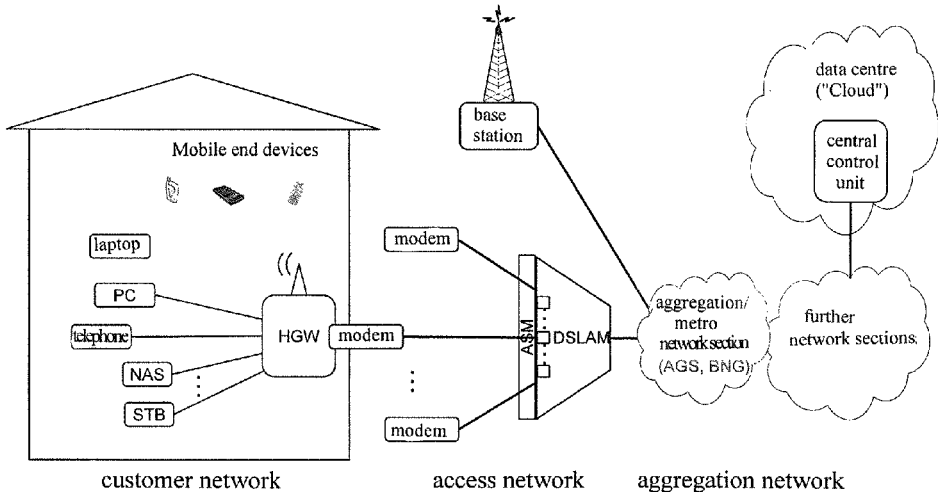 data centre
("Cloud")
central
control
unit
base
station
Mobile end devices
laptop
PC
telephone
NAS
STB
HGW
modem
modem
modem
ASM
DSLAM
aggregation/
metro
network section
(AGS, BNG)
further
network sections
customer network
access network
aggregation network